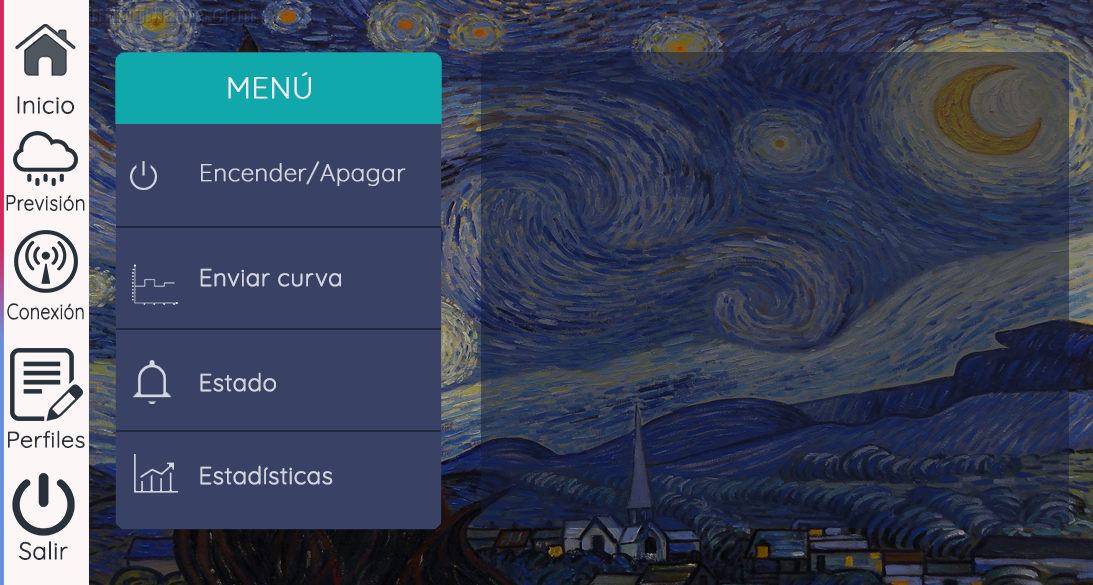 Inicio
Previsión
Conexión
Perfiles
Salir
MENÚ
Encender/Apagar
Enviar curva
Estado
Estadísticas